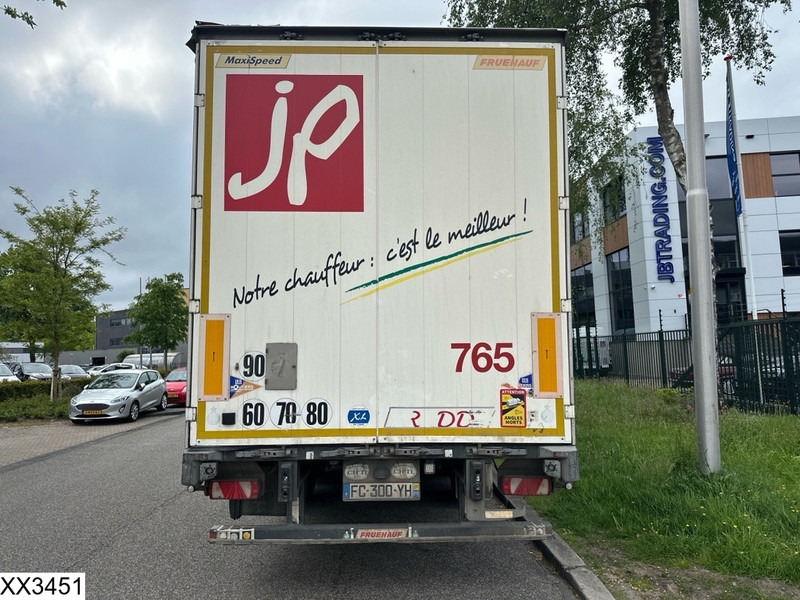 MaxiSpeed
FRUEHAUF
jp
Notre chauffeur : c'est le meilleur !
JBTRADING.COM
765
90
60 70 80
XL
ATTENTION
ANGLES
MORTS
FC-300-YH
FRUEHAUF
XX3451